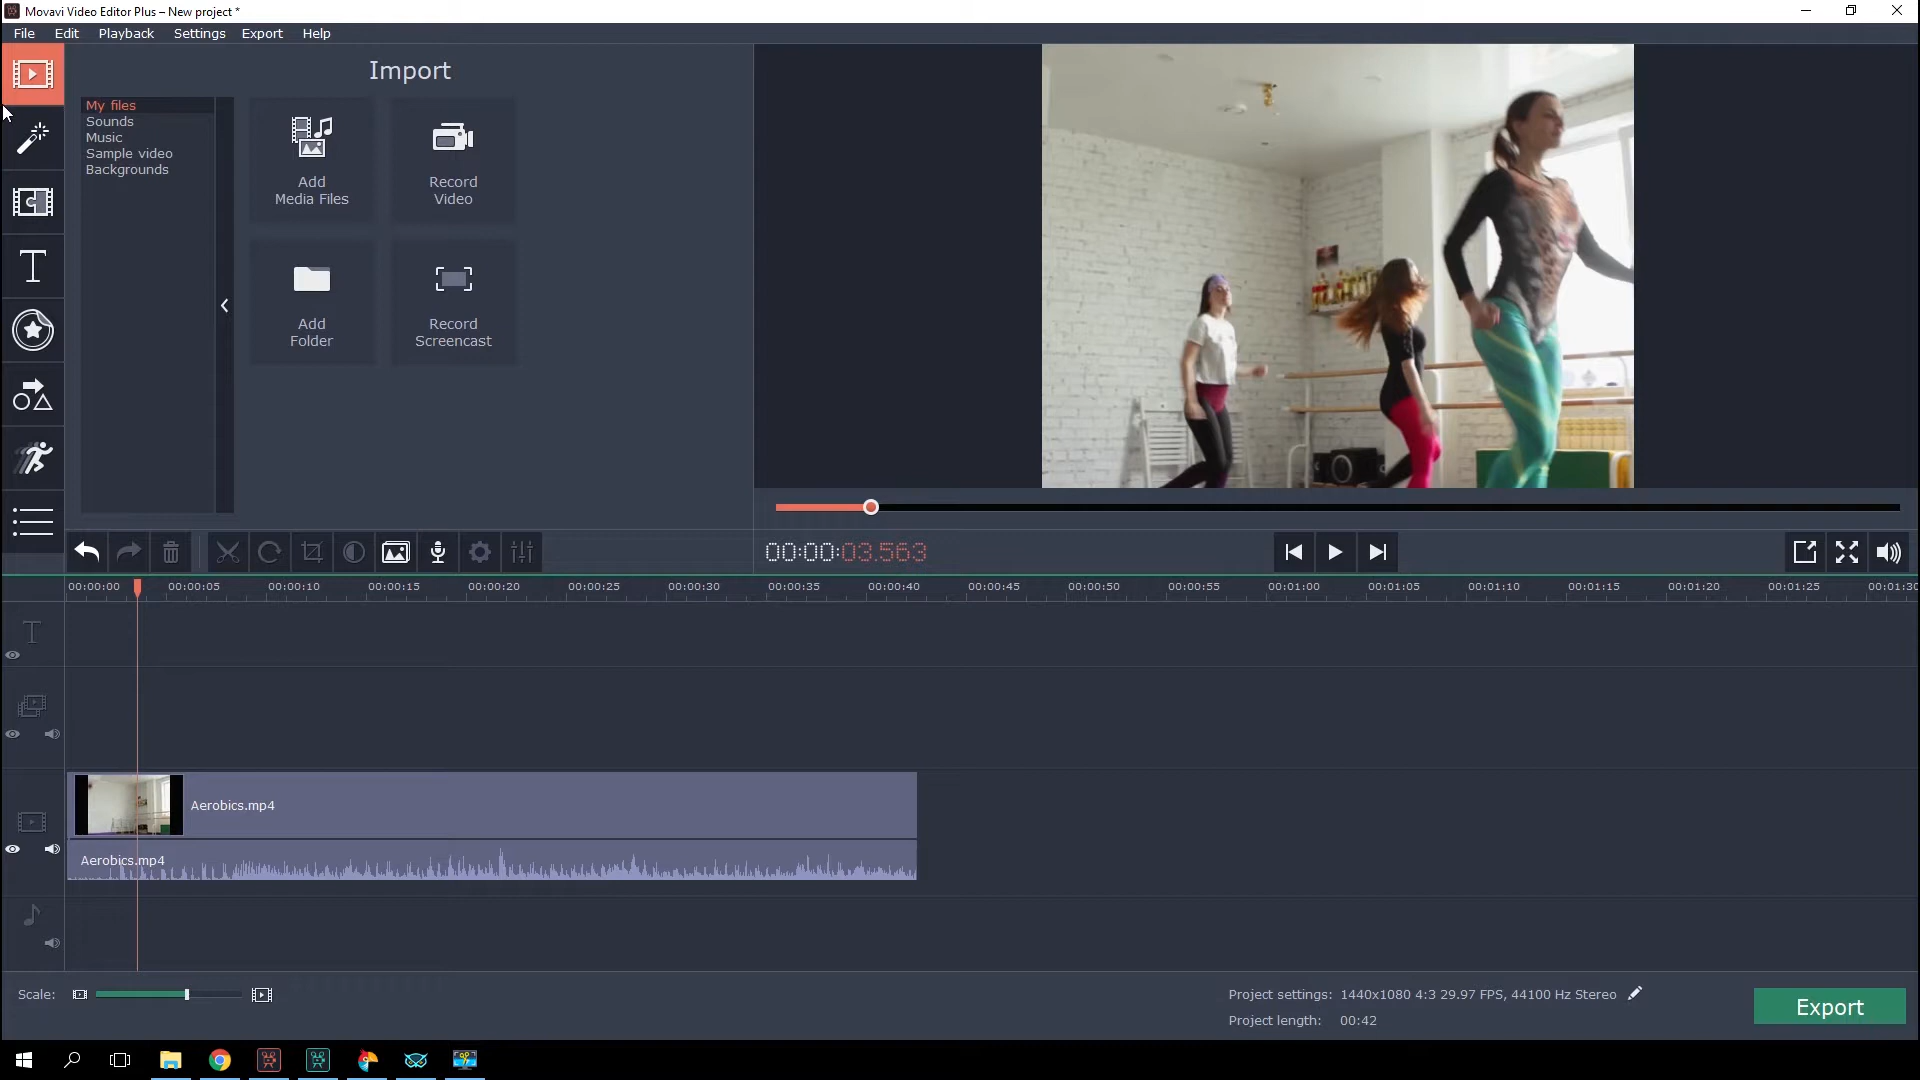 Movavi Video Editor Plus – New project *
File Edit Playback Settings Export Help
Import
My files
Sounds
Music
Sample video
Backgrounds
Add
Media Files
Record
Video
Add
Folder
Record
Screencast
00:00:03.563
00:00:00 00:00:05 00:00:10 00:00:15 00:00:20 00:00:25 00:00:30 00:00:35 00:00:40 00:00:45 00:00:50 00:00:55 00:01:00 00:01:05 00:01:10 00:01:15 00:01:20 00:01:25 00:01:30
T
Aerobics.mp4
Aerobics.mp4
Scale:
Project settings: 1440x1080 4:3 29.97 FPS, 44100 Hz Stereo
Project length: 00:42
Export